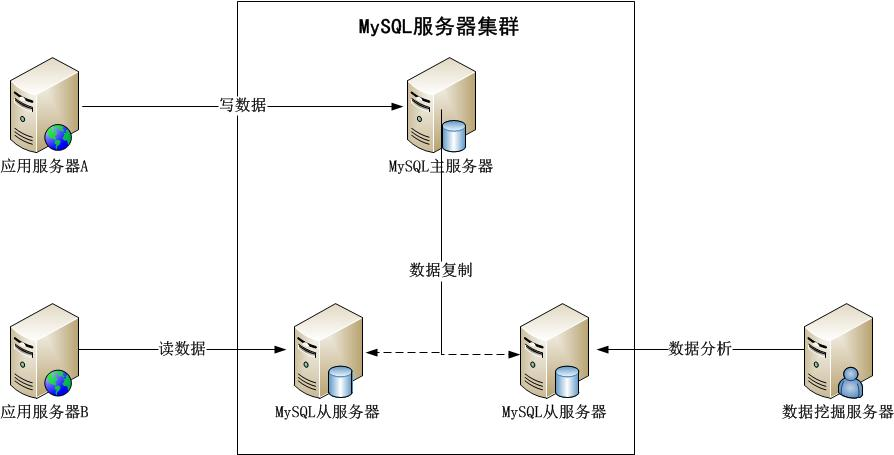 MySQL服务器集群
写数据
应用服务器A
MySQL主服务器
数据复制
读数据
数据分析
应用服务器B
MySQL从服务器
MySQL从服务器
数据挖掘服务器